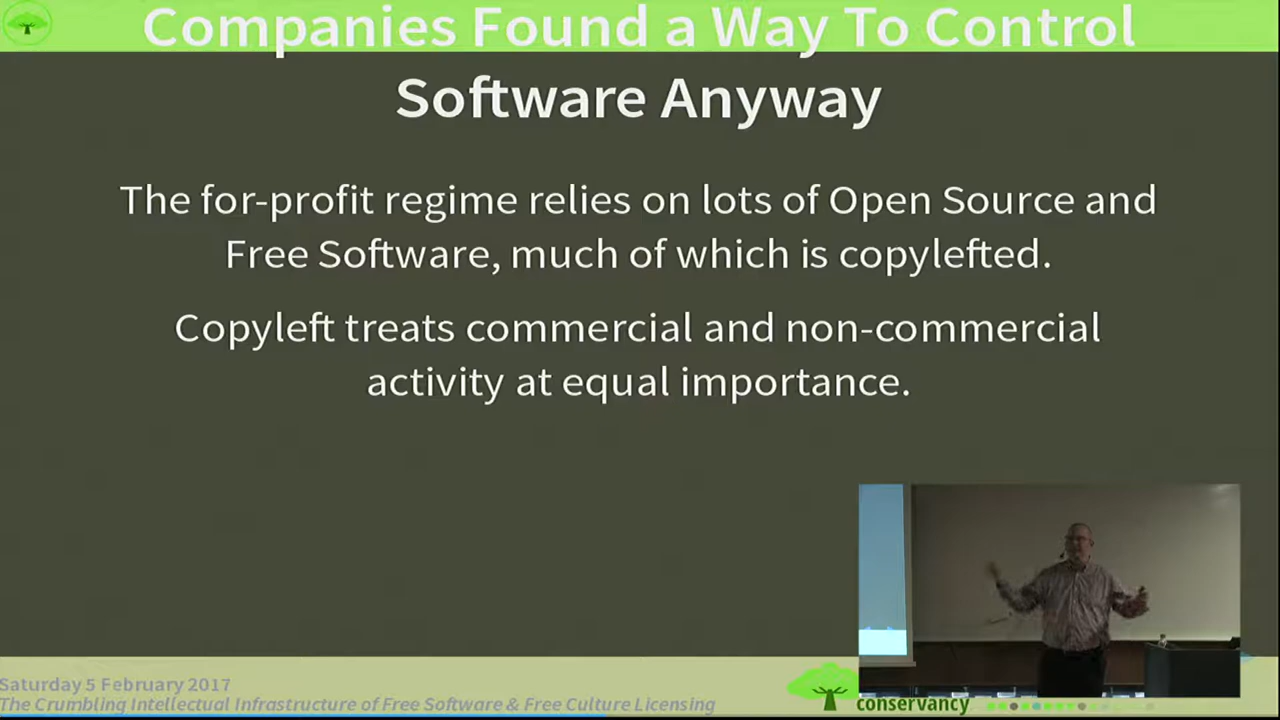 Companies Found a Way To Control
Software Anyway
The for-profit regime relies on lots of Open Source and
Free Software, much of which is copylefted.
Copyleft treats commercial and non-commercial
activity at equal importance.
Saturday 5 February 2017
The Crumbling Intellectual Infrastructure of Free Software & Free Culture Licensing
conservancy